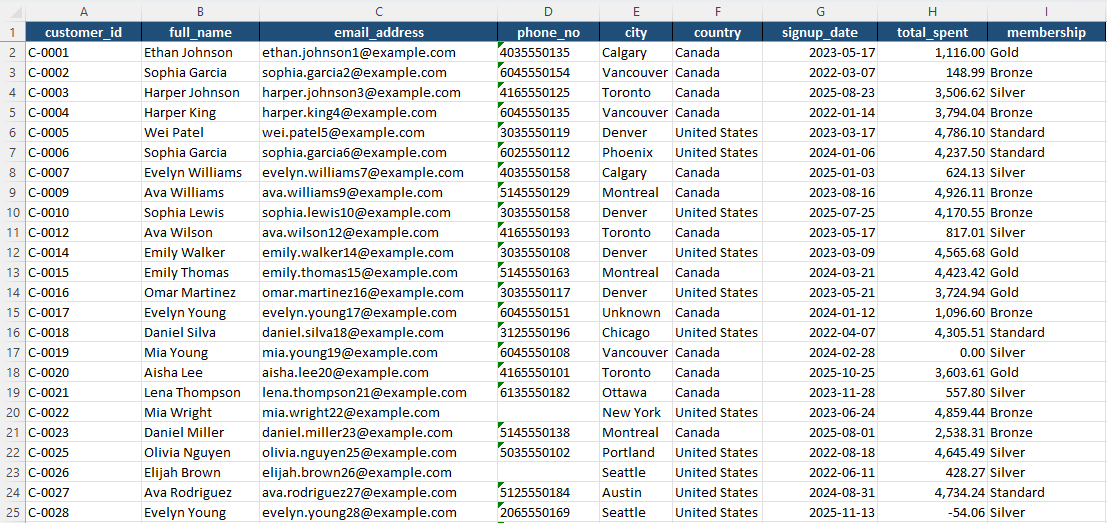 A B C D E F G H I
1 customer_id full_name email_address phone_no city country signup_date total_spent membership
2 C-0001 Ethan Johnson ethan.johnson1@example.com 4035550135 Calgary Canada 2023-05-17 1,116.00 Gold
3 C-0002 Sophia Garcia sophia.garcia2@example.com 6045550154 Vancouver Canada 2022-03-07 148.99 Bronze
4 C-0003 Harper Johnson harper.johnson3@example.com 4165550125 Toronto Canada 2025-08-23 3,506.62 Silver
5 C-0004 Harper King harper.king4@example.com 6045550135 Vancouver Canada 2022-01-14 3,794.04 Bronze
6 C-0005 Wei Patel wei.patel5@example.com 3035550119 Denver United States 2023-03-17 4,786.10 Standard
7 C-0006 Sophia Garcia sophia.garcia6@example.com 6025550112 Phoenix United States 2024-01-06 4,237.50 Standard
8 C-0007 Evelyn Williams evelyn.williams7@example.com 4035550158 Calgary Canada 2025-01-03 624.13 Silver
9 C-0009 Ava Williams ava.williams9@example.com 5145550129 Montreal Canada 2023-08-16 4,926.11 Bronze
10 C-0010 Sophia Lewis sophia.lewis10@example.com 3035550158 Denver United States 2025-07-25 4,170.55 Bronze
11 C-0012 Ava Wilson ava.wilson12@example.com 4165550193 Toronto Canada 2023-05-17 817.01 Silver
12 C-0014 Emily Walker emily.walker14@example.com 3035550108 Denver United States 2023-03-09 4,565.68 Gold
13 C-0015 Emily Thomas emily.thomas15@example.com 5145550163 Montreal Canada 2024-03-21 4,423.42 Gold
14 C-0016 Omar Martinez omar.martinez16@example.com 3035550117 Denver United States 2023-05-21 3,724.94 Gold
15 C-0017 Evelyn Young evelyn.young17@example.com 6045550151 Unknown Canada 2024-01-12 1,096.60 Bronze
16 C-0018 Daniel Silva daniel.silva18@example.com 3125550196 Chicago United States 2022-04-07 4,305.51 Standard
17 C-0019 Mia Young mia.young19@example.com 6045550108 Vancouver Canada 2024-02-28 0.00 Silver
18 C-0020 Aisha Lee aisha.lee20@example.com 4165550101 Toronto Canada 2025-10-25 3,603.61 Gold
19 C-0021 Lena Thompson lena.thompson21@example.com 6135550182 Ottawa Canada 2023-11-28 557.80 Silver
20 C-0022 Mia Wright mia.wright22@example.com New York United States 2023-06-24 4,859.44 Bronze
21 C-0023 Daniel Miller daniel.miller23@example.com 5145550138 Montreal Canada 2025-08-01 2,538.31 Bronze
22 C-0025 Olivia Nguyen olivia.nguyen25@example.com 5035550102 Portland United States 2022-08-18 4,645.49 Silver
23 C-0026 Elijah Brown elijah.brown26@example.com Seattle United States 2022-06-11 428.27 Silver
24 C-0027 Ava Rodriguez ava.rodriguez27@example.com 5125550184 Austin United States 2024-08-31 4,734.24 Standard
25 C-0028 Evelyn Young evelyn.young28@example.com 2065550169 Seattle United States 2025-11-13 -54.06 Silver